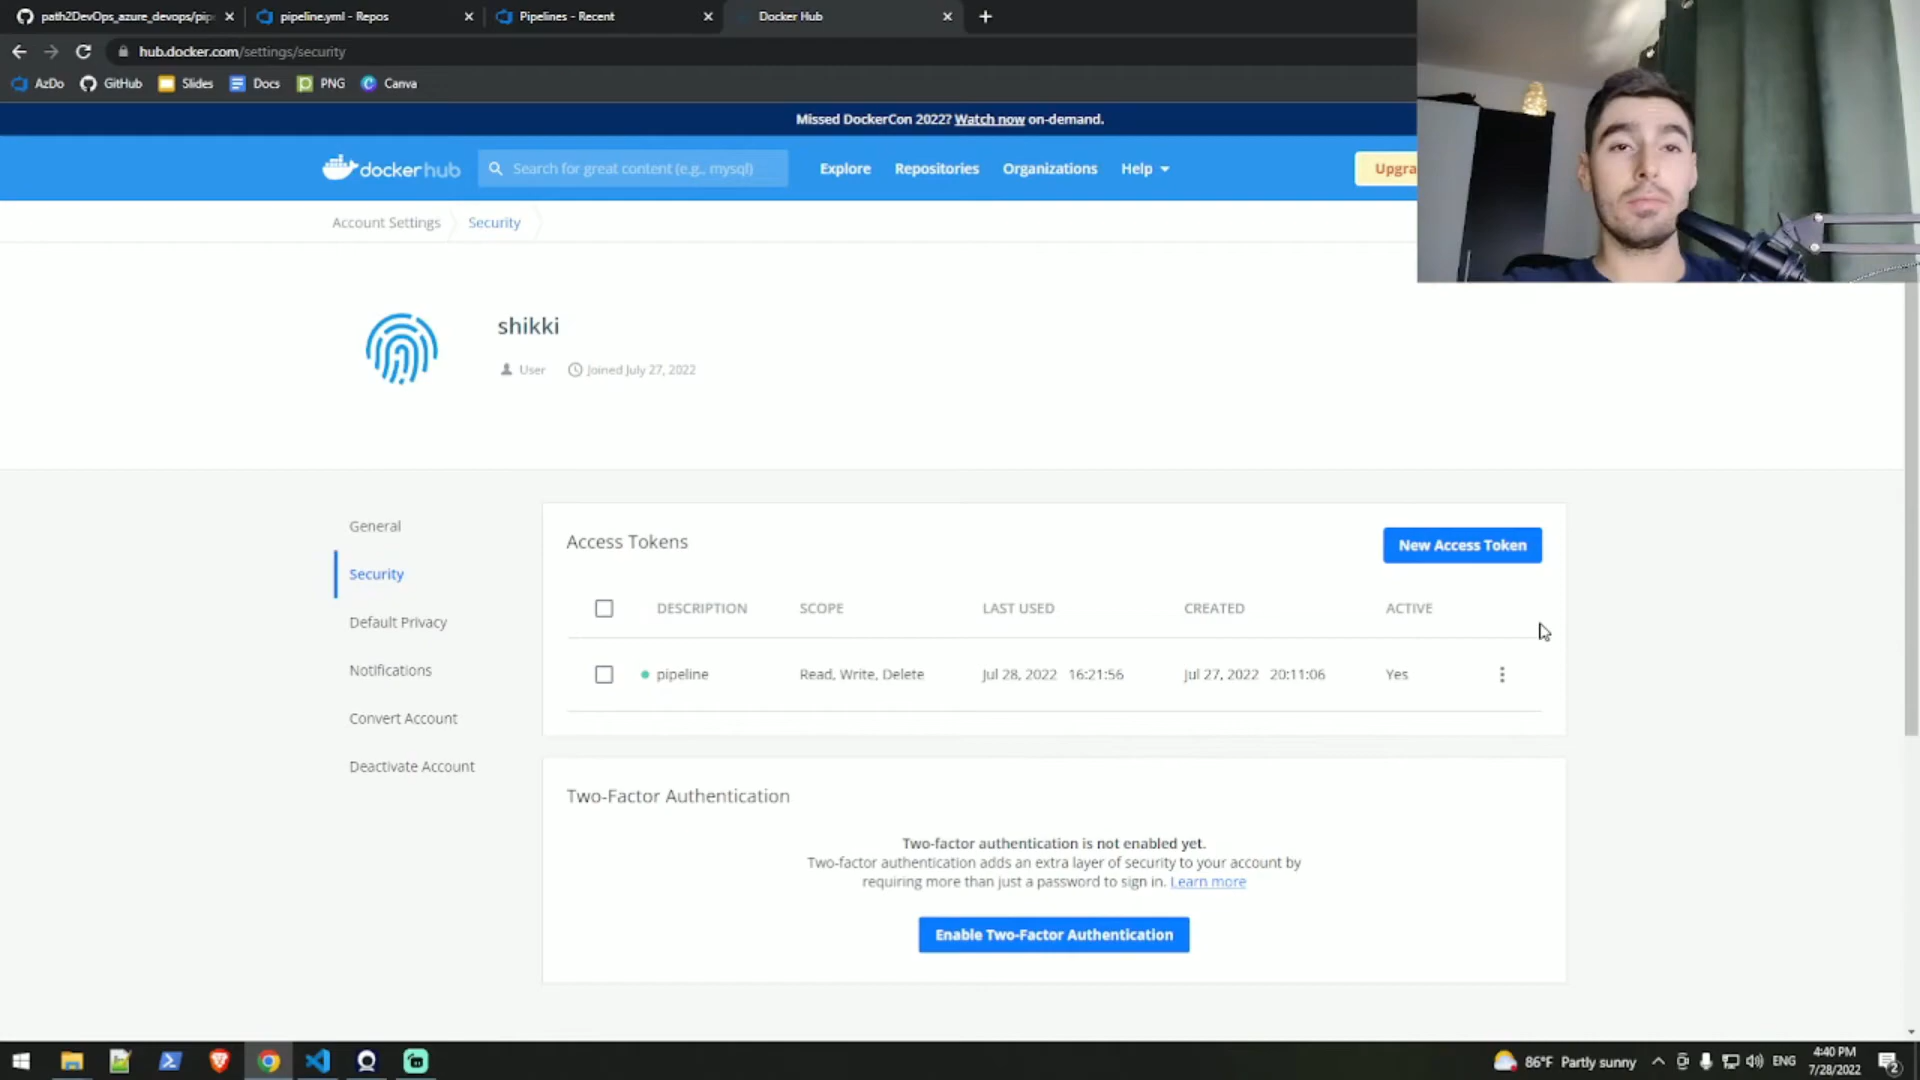 path2DevOps_azure_devops/pip
pipeline.yml - Repos
Pipelines - Recent
Docker Hub
hub.docker.com/settings/security
AzDo
GitHub
Slides
Docs
PNG
Canva
Missed DockerCon 2022? Watch now on-demand.
dockerhub
Search for great content (e.g., mysql)
Explore
Repositories
Organizations
Help
Upgra
Account Settings
Security
shikki
User
Joined July 27, 2022
General
Security
Default Privacy
Notifications
Convert Account
Deactivate Account
Access Tokens
New Access Token
DESCRIPTION SCOPE LAST USED CREATED ACTIVE
pipeline Read, Write, Delete Jul 28, 2022 16:21:56 Jul 27, 2022 20:11:06 Yes
Two-Factor Authentication
Two-factor authentication is not enabled yet.
Two-factor authentication adds an extra layer of security to your account by
requiring more than just a password to sign in. Learn more
Enable Two-Factor Authentication
86°F Partly sunny
ENG
4:40 PM
7/28/2022
2